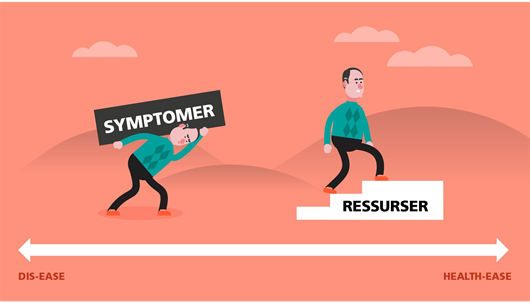 SYMPTOMER
RESSURSER
DIS-EASE
HEALTH-EASE